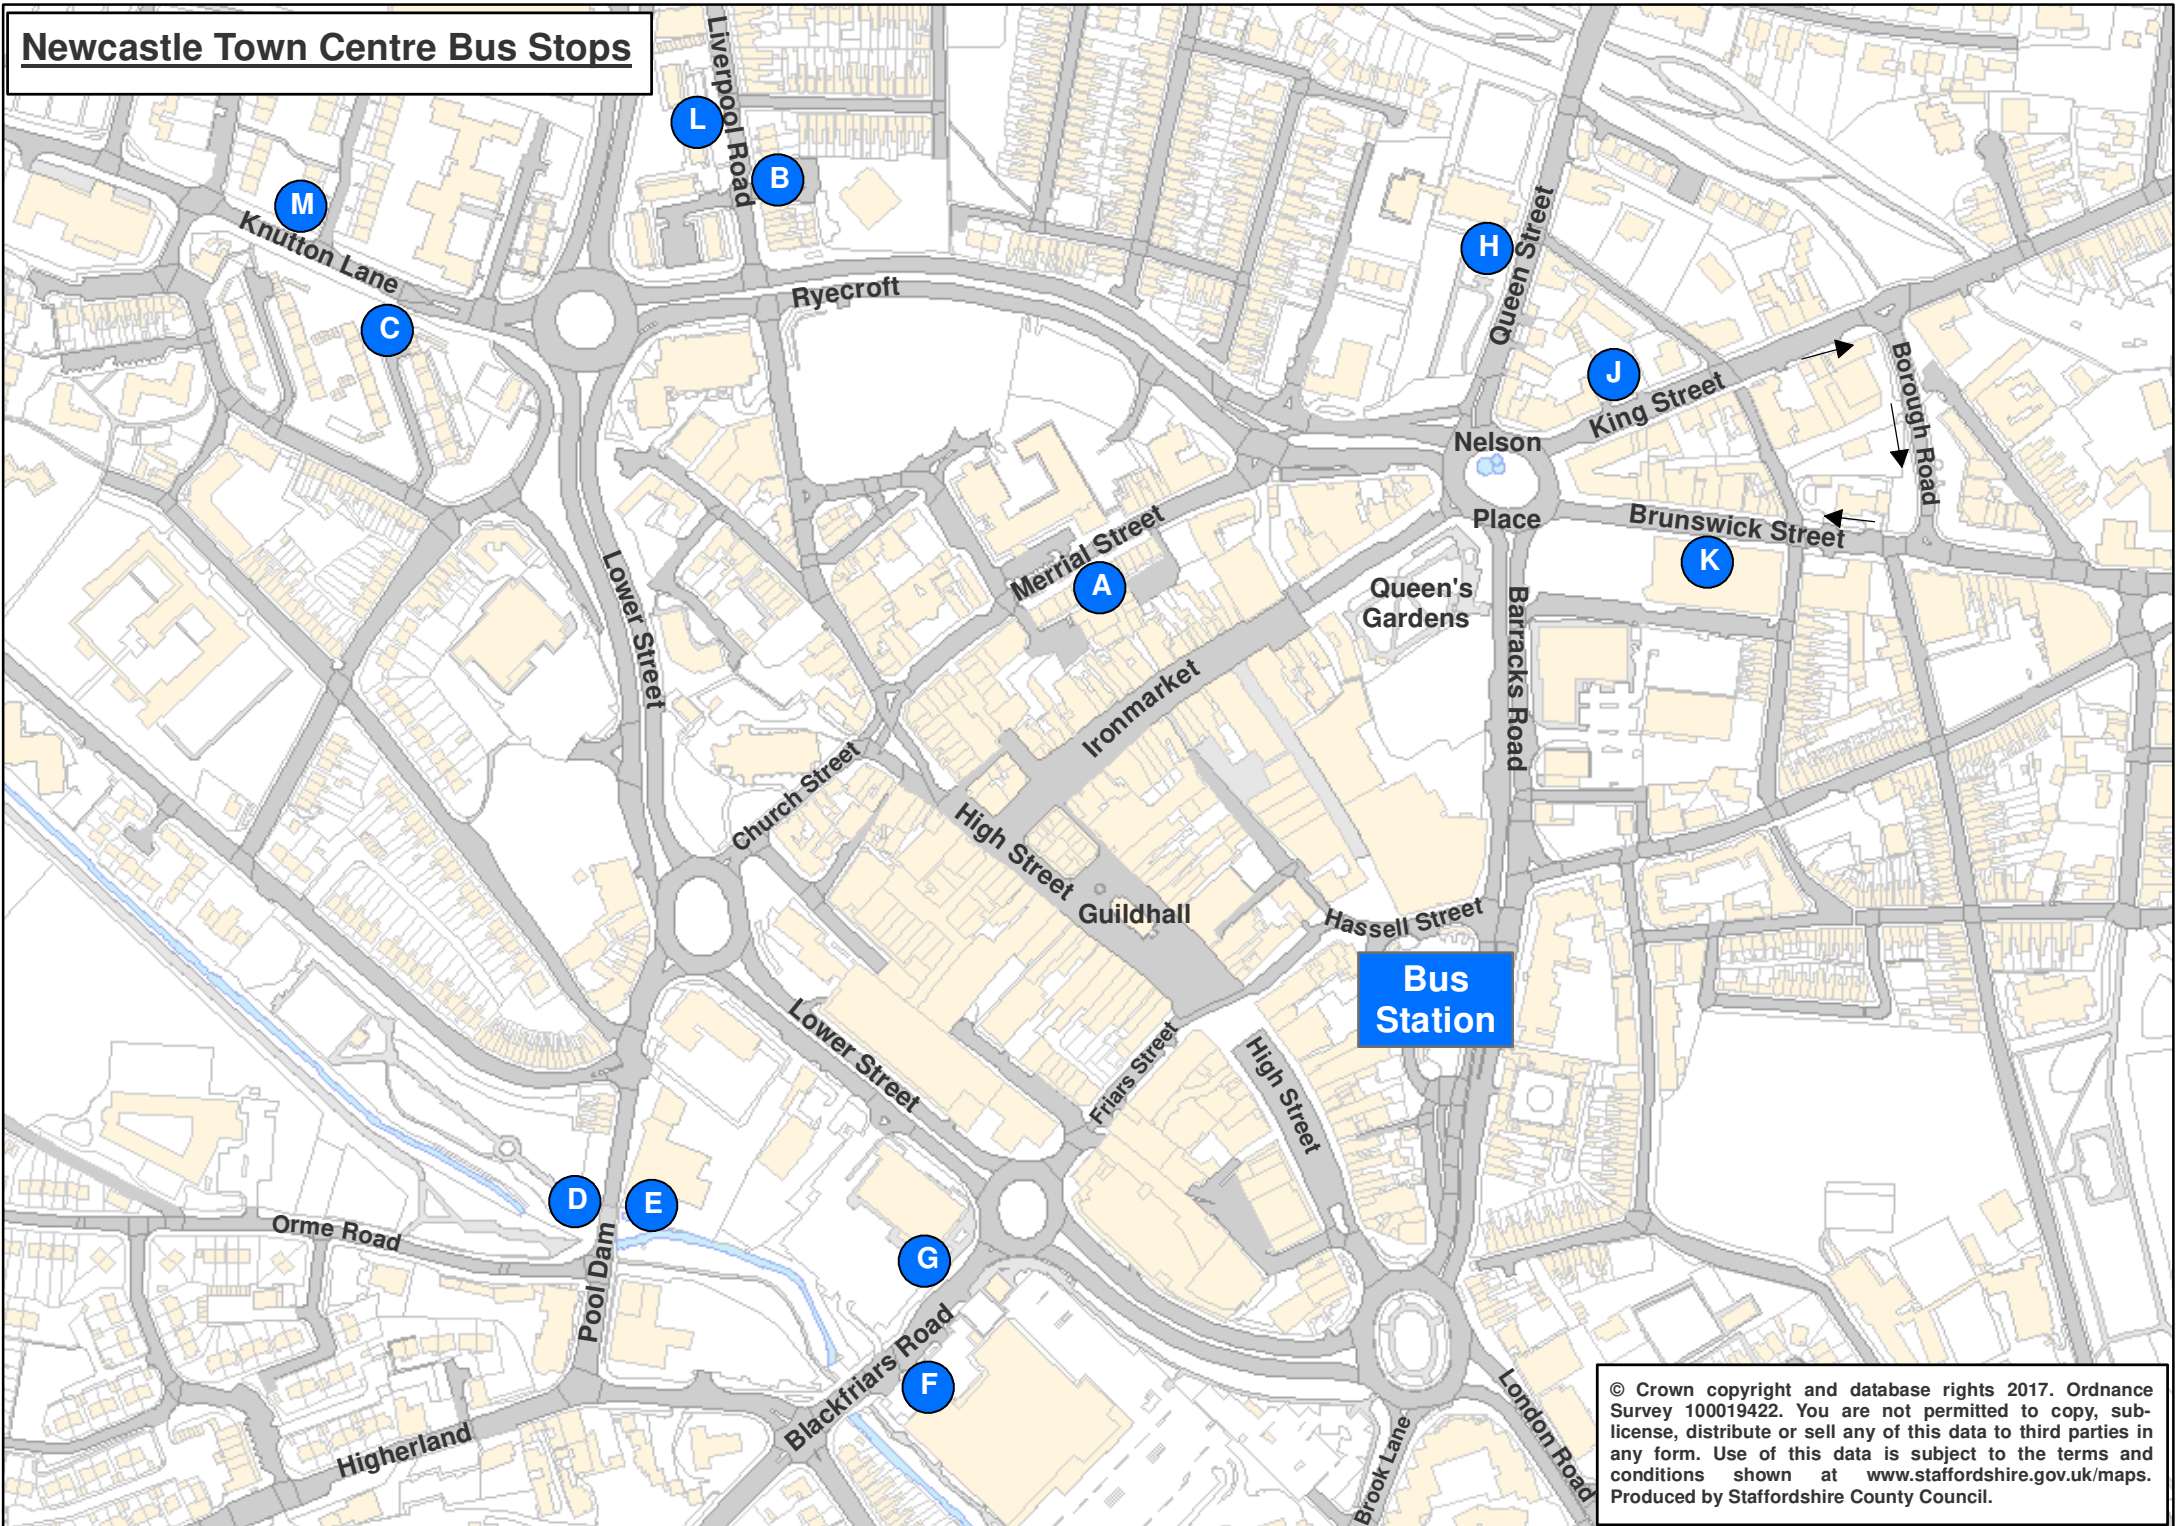 Newcastle Town Centre Bus Stops
Liverpool Road
L
B
M
Knutton Lane
C
Ryecroft
H
Queen Street
J
King Street
Borough Road
Nelson
Place
Brunswick Street
K
Merrial Street
A
Queen's
Gardens
Barracks Road
Lower Street
Ironmarket
Church Street
High Street
Guildhall
Hassell Street
Bus
Station
Lower Street
Friars Street
High Street
D
E
Orme Road
Pool Dam
G
Blackfriars Road
F
Higherland
Brook Lane
London Road
© Crown copyright and database rights 2017. Ordnance
Survey 100019422. You are not permitted to copy, sub-
license, distribute or sell any of this data to third parties in
any form. Use of this data is subject to the terms and
conditions shown at www.staffordshire.gov.uk/maps.
Produced by Staffordshire County Council.